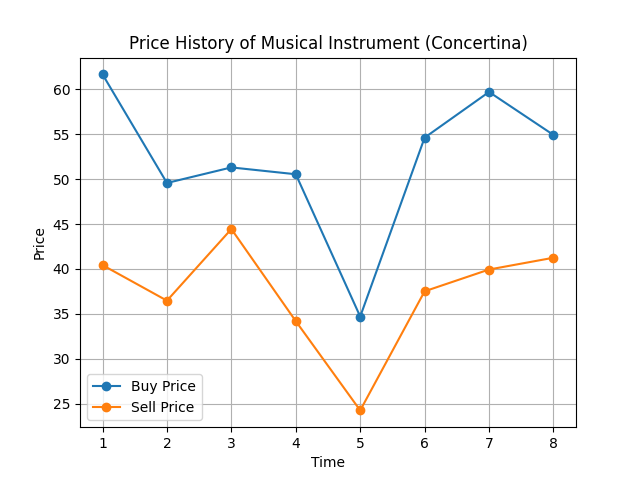 Price History of Musical Instrument (Concertina)
60
55
50
45
40
35
30
25
Price
Buy Price
Sell Price
1 2 3 4 5 6 7 8
Time